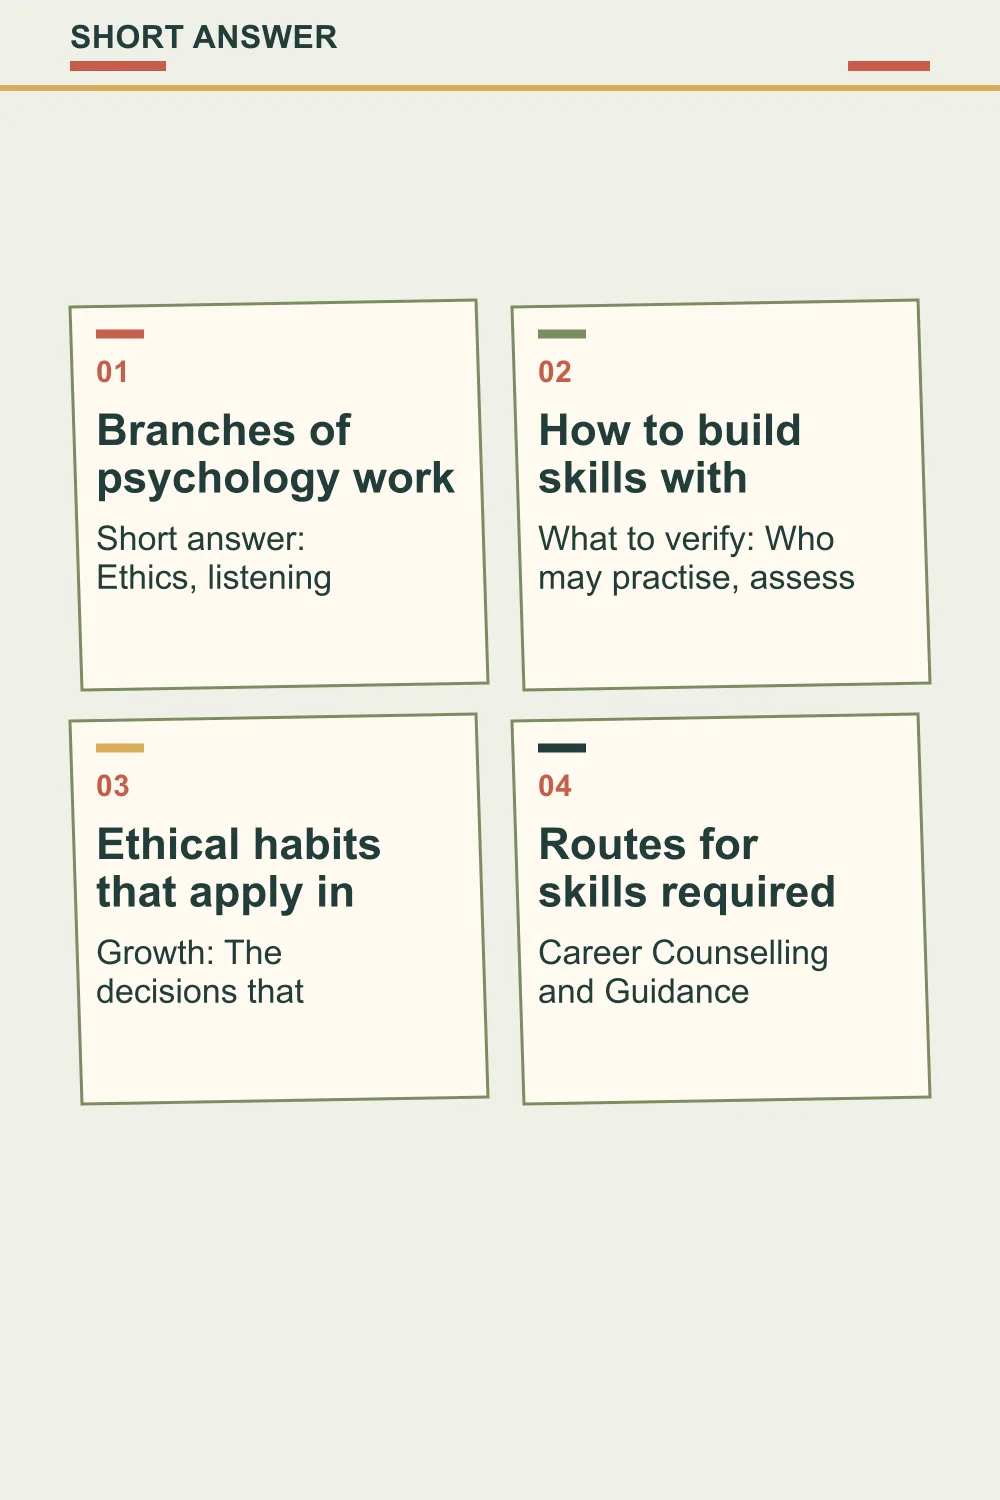 SHORT ANSWER
01
Branches of
psychology work
Short answer:
Ethics, listening
02
How to build
skills with
What to verify: Who
may practise, assess
03
Ethical habits
that apply in
Growth: The
decisions that
04
Routes for
skills required
Career Counselling
and Guidance